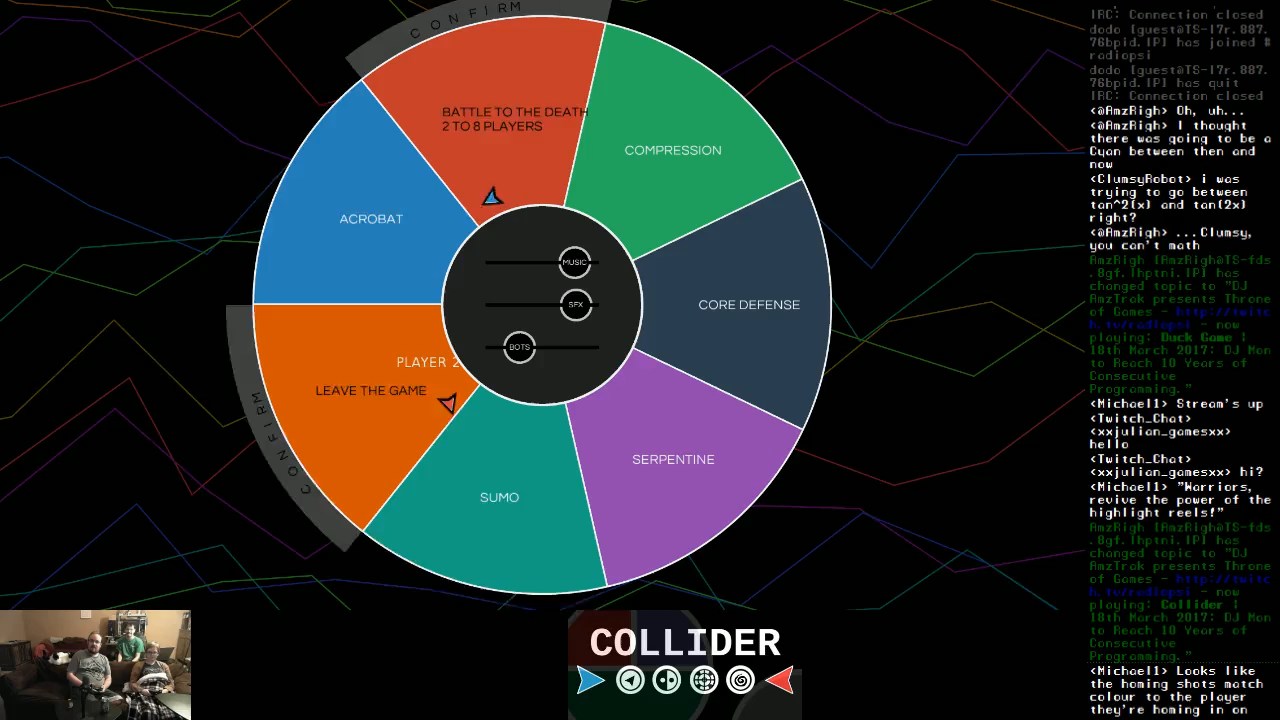 CONFIRM
BATTLE TO THE DEATH
2 TO 8 PLAYERS
COMPRESSION
ACROBAT
MUSIC
SFX
CORE DEFENSE
BOTS
PLAYER 2
LEAVE THE GAME
CONFIRM
SERPENTINE
SUMO
COLLIDER
IRC: Connection closed
dodo [guest@TS-17r.887.
76bpid.IP] has joined #
radiopsi
dodo [guest@TS-17r.887.
76bpid.IP] has quit
IRC: Connection closed
<@AmzRigh> Oh, uh...
<@AmzRigh> I thought
there was going to be a
Cyan between then and
now
<ClumsyRobot> i was
trying to go between
tan^2(x) and tan(2x)
right?
<@AmzRigh> ...Clumsy,
you can't math
AmzRigh [AmzRigh@TS-fds
.8gf.lhptni.IP] has
changed topic to "DJ
AmzTrak presents Throne
of Games - http://twitc
h.tv/radiopsi - now
playing: Duck Game |
18th March 2017: DJ Mon
to Reach 10 Years of
Consecutive
Programming."
<Michael1> Stream's up
<Twitch_Chat>
<xxjulian_gamesxx>
hello
<Twitch_Chat>
<xxjulian_gamesxx> hi?
<Michael1> "Warriors,
revive the power of the
highlight reels!"
AmzRigh [AmzRigh@TS-fds
.8gf.lhptni.IP] has
changed topic to "DJ
AmzTrak presents Throne
of Games - http://twitc
h.tv/radiopsi - now
playing: Collider |
18th March 2017: DJ Mon
to Reach 10 Years of
Consecutive
Programming."
<Michael1> Looks like
the homing shots match
colour to the player
they're homing in on